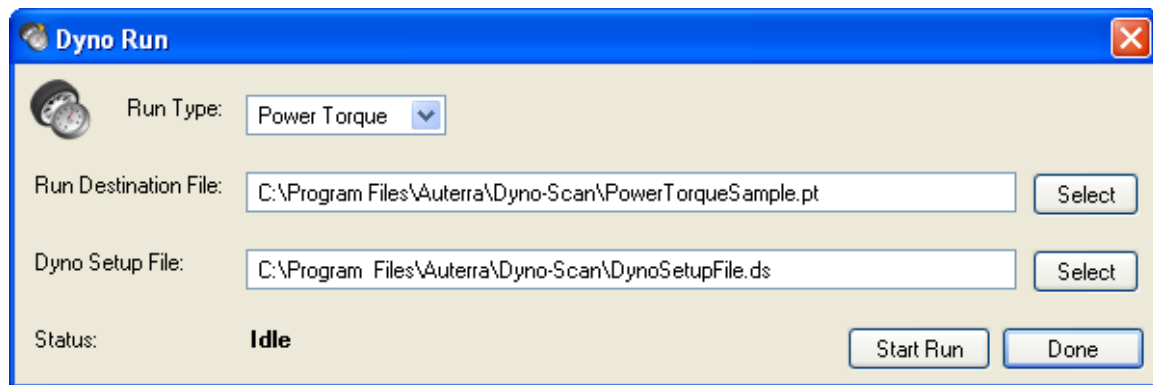 Dyno Run
Run Type: Power Torque
Run Destination File: C:\Program Files\Auterra\Dyno-Scan\PowerTorqueSample.pt Select
Dyno Setup File: C:\Program  Files\Auterra\Dyno-Scan\DynoSetupFile.ds Select
Status: Idle Start Run Done